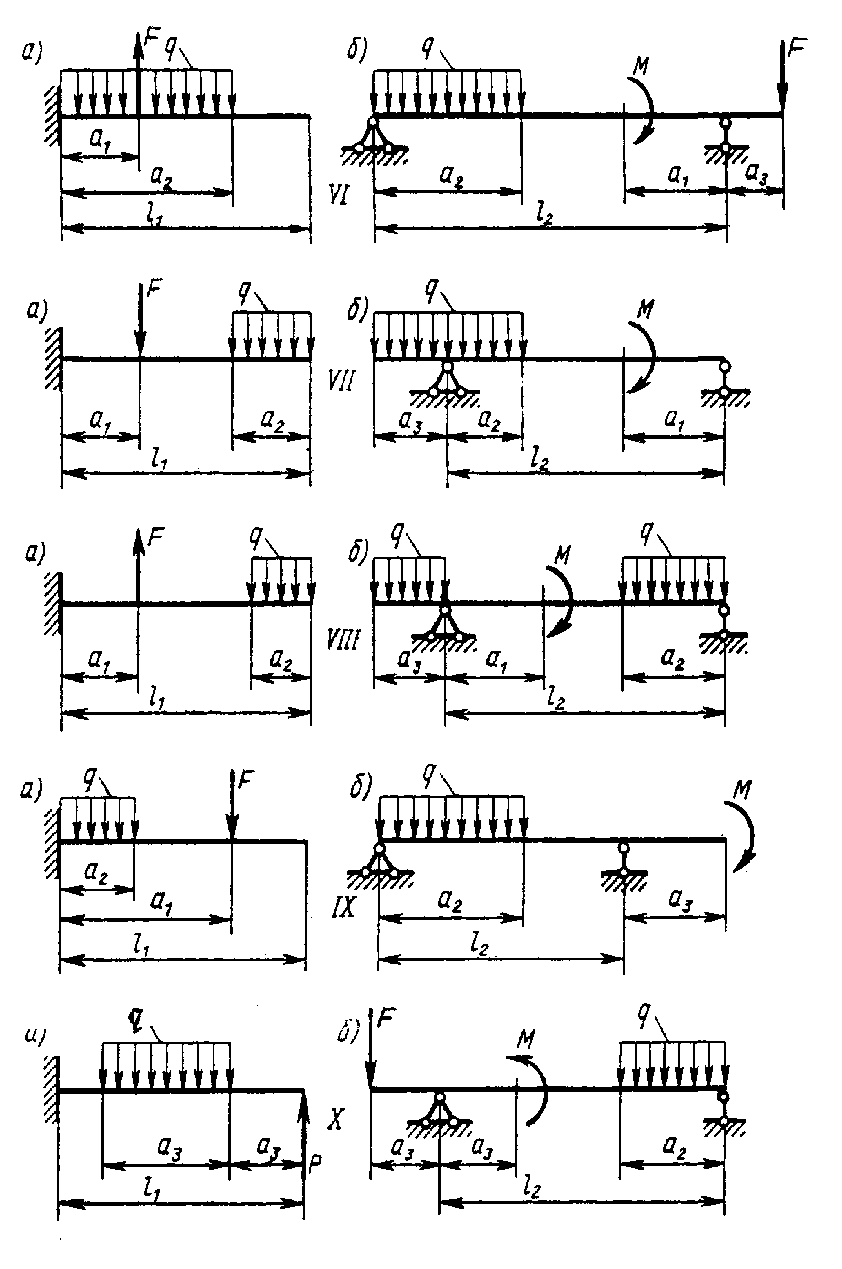 а) F q б) q M F
a₁ a₂ a₁ a₃
a₂ VI
l₁ l₂
а) F q б) q M
VII
a₁ a₂ a₃ a₂ a₁
l₁ l₂
а) F q б) q M q
VIII
a₁ a₂ a₃ a₁ a₂
l₁ l₂
а) q F б) q M
a₂
a₁ IX a₂ a₃
l₁ l₂
а) q F б) M q
X
a₃ a₃ P a₃ a₃ a₂
l₁ l₂